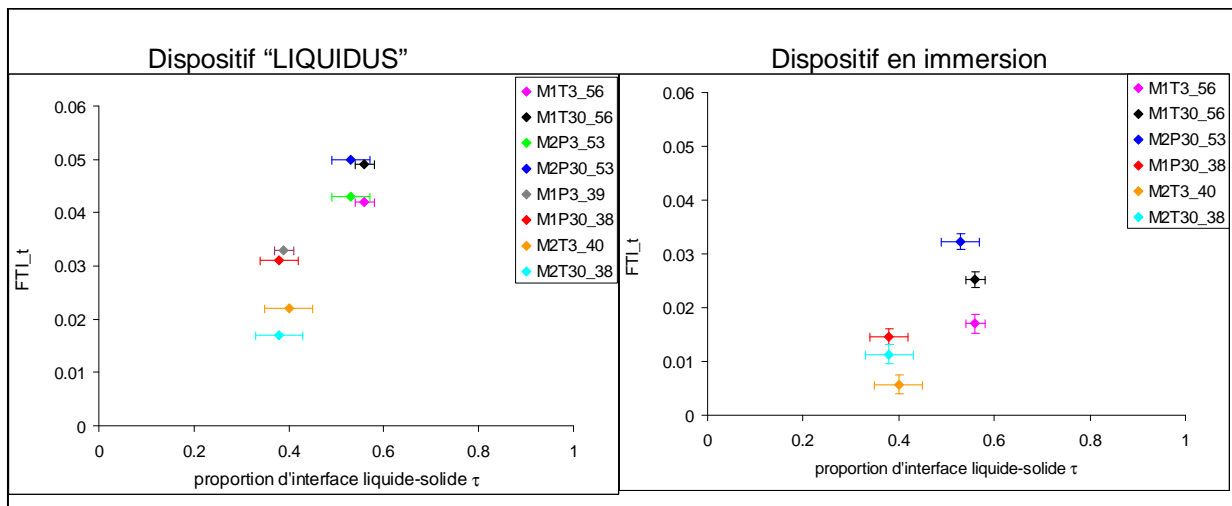 Dispositif “LIQUIDUS”
0.06
0.05
0.04
0.03
0.02
0.01
0
FTI_t
0
0.2
0.4
0.6
0.8
1
proportion d'interface liquide-solide τ
M1T3_56
M1T30_56
M2P3_53
M2P30_53
M1P3_39
M1P30_38
M2T3_40
M2T30_38
Dispositif en immersion
0.06
0.05
0.04
0.03
0.02
0.01
0
FTI_t
0
0.2
0.4
0.6
0.8
1
proportion d'interface liquide-solide τ
M1T3_56
M1T30_56
M2P30_53
M1P30_38
M2T3_40
M2T30_38